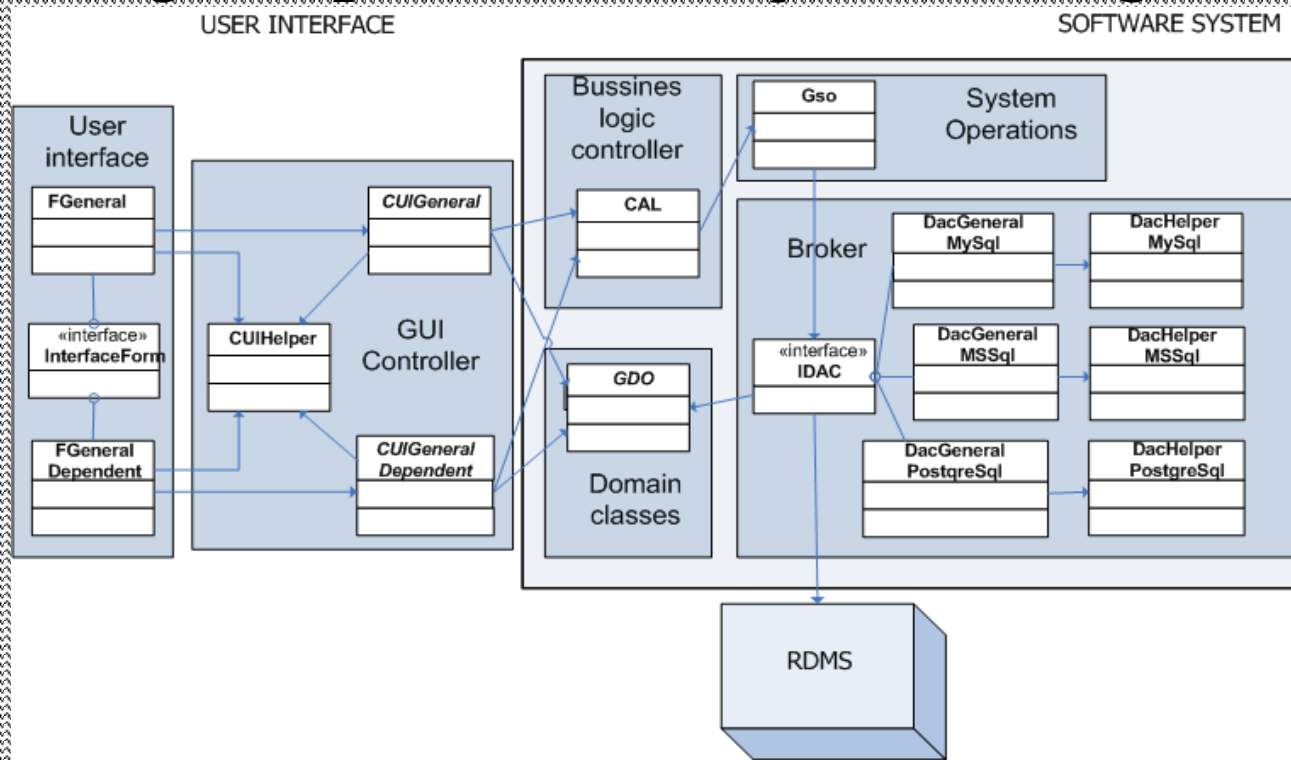 USER INTERFACE
SOFTWARE SYSTEM
User
interface
FGeneral
«interface»
InterfaceForm
FGeneral
Dependent
CUIGeneral
CUIHelper
GUI
Controller
CUIGeneral
Dependent
Bussines
logic
controller
CAL
GDO
Domain
classes
Gso
System
Operations
Broker
«interface»
IDAC
DacGeneral
MySql
DacHelper
MySql
DacGeneral
MSSql
DacHelper
MSSql
DacGeneral
PostqreSql
DacHelper
PostgreSql
RDMS